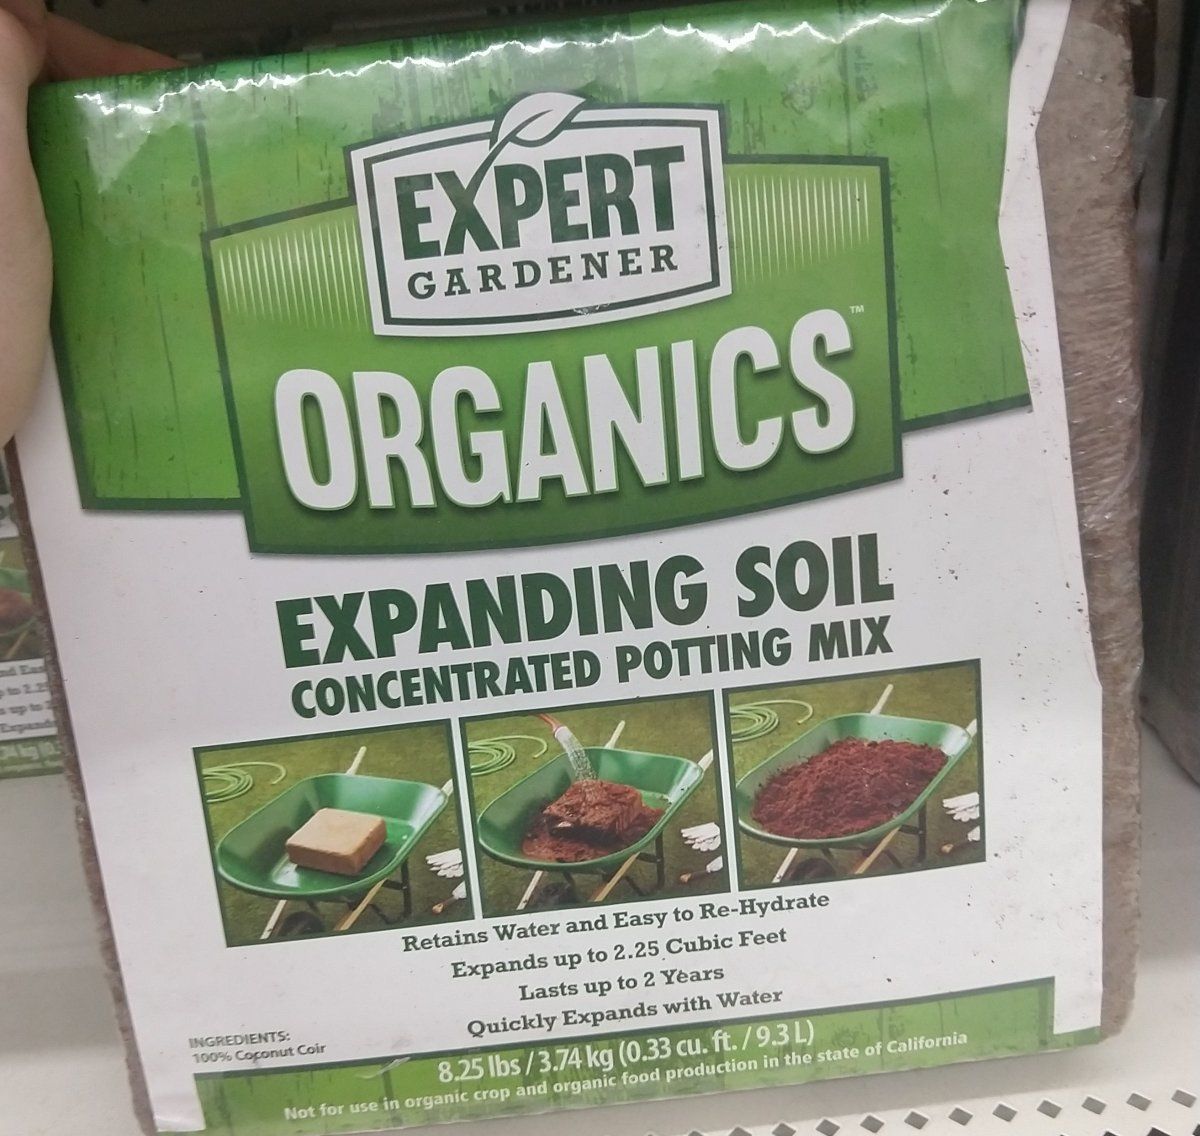 EXPERT
GARDENER
ORGANICS™
EXPANDING SOIL
CONCENTRATED POTTING MIX
Retains Water and Easy to Re-Hydrate
Expands up to 2.25 Cubic Feet
Lasts up to 2 Years
Quickly Expands with Water
INGREDIENTS:
100% Coconut Coir
8.25 lbs / 3.74 kg (0.33 cu. ft. / 9.3 L)
Not for use in organic crop and organic food production in the state of California